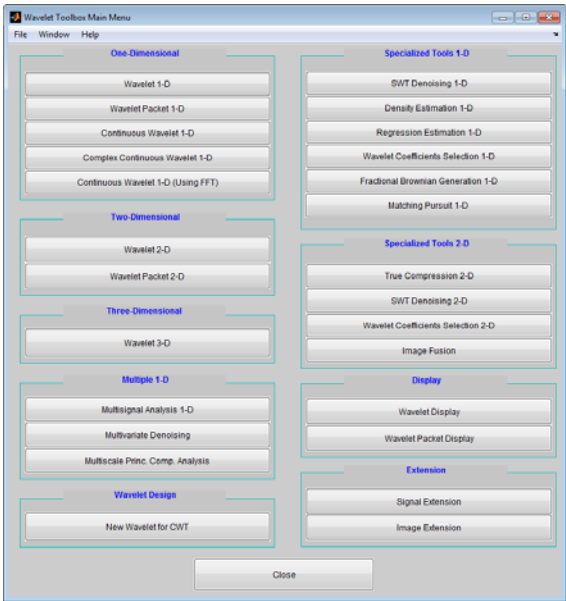 Wavelet Toolbox Main Menu
File Window Help
One-Dimensional
Wavelet 1-D
Wavelet Packet 1-D
Continuous Wavelet 1-D
Complex Continuous Wavelet 1-D
Continuous Wavelet 1-D (Using FFT)
Two-Dimensional
Wavelet 2-D
Wavelet Packet 2-D
Three-Dimensional
Wavelet 3-D
Multiple 1-D
Multisignal Analysis 1-D
Multivariate Denoising
Multiscale Princ. Comp. Analysis
Wavelet Design
New Wavelet for CWT
Specialized Tools 1-D
SWT Denoising 1-D
Density Estimation 1-D
Regression Estimation 1-D
Wavelet Coefficients Selection 1-D
Fractional Brownian Generation 1-D
Matching Pursuit 1-D
Specialized Tools 2-D
True Compression 2-D
SWT Denoising 2-D
Wavelet Coefficients Selection 2-D
Image Fusion
Display
Wavelet Display
Wavelet Packet Display
Extension
Signal Extension
Image Extension
Close